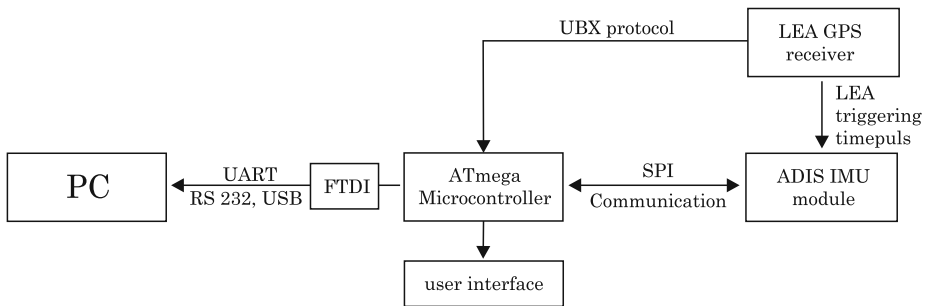 UBX protocol
LEA GPS
receiver
LEA
triggering
timepuls
PC
UART
RS 232, USB
FTDI
ATmega
Microcontroller
SPI
Communication
ADIS IMU
module
user interface